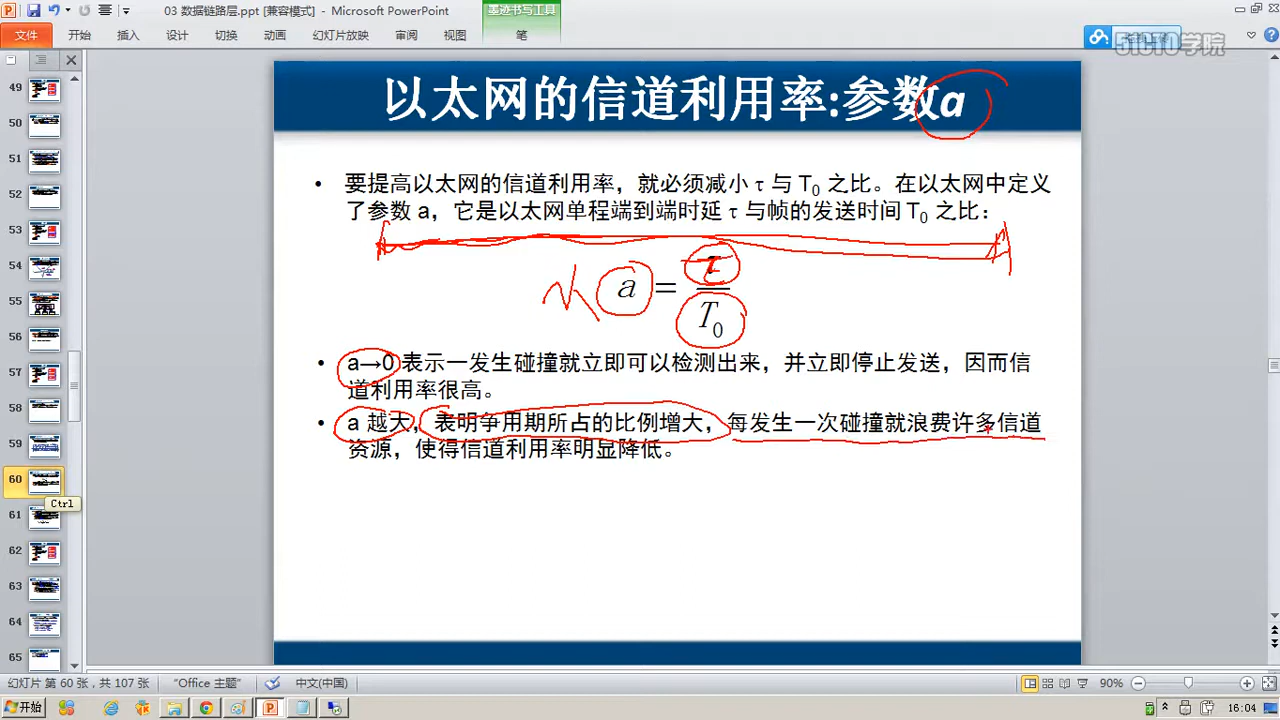 03 数据链路层.ppt [兼容模式] - Microsoft PowerPoint
墨迹书写工具
文件 开始 插入 设计 切换 动画 幻灯片放映 审阅 视图 笔
51CTO学院
以太网的信道利用率:参数a
• 要提高以太网的信道利用率，就必须减小 τ 与 T0 之比。在以太网中定义
了参数 a，它是以太网单程端到端时延 τ 与帧的发送时间 T0 之比：
a = τ / T0
• a→0 表示一发生碰撞就立即可以检测出来，并立即停止发送，因而信
道利用率很高。
• a 越大，表明争用期所占的比例增大，每发生一次碰撞就浪费许多信道
资源，使得信道利用率明显降低。
49
50
51
52
53
54
55
56
57
58
59
60
Ctrl
61
62
63
64
65
幻灯片 第 60 张，共 107 张 "Office 主题" 中文(中国) 90%
开始 16:04